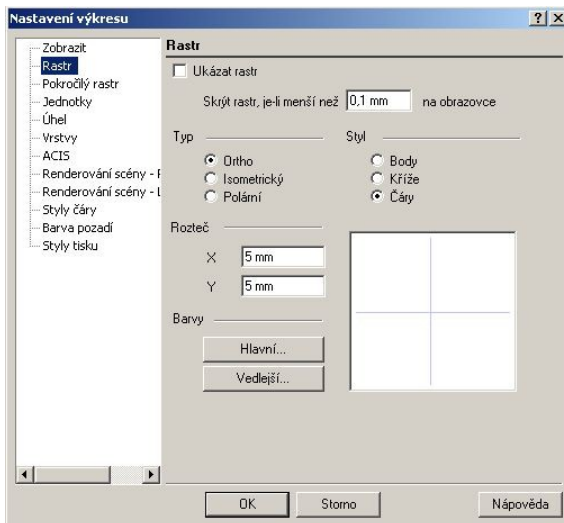 Nastavení výkresu
Zobrazit
Rastr
Pokročilý rastr
Jednotky
Úhel
Vrstvy
ACIS
Renderování scény -
Renderování scény -
Styly čáry
Barva pozadí
Styly tisku
Rastr
Ukázat rastr
Skrýt rastr, je-li menší než 0,1 mm na obrazovce
Typ
Ortho
Isometrický
Polární
Styl
Body
Kříže
Čáry
Rozteč
X 5 mm
Y 5 mm
Barvy
Hlavní...
Vedlejší...
OK Storno Nápověda